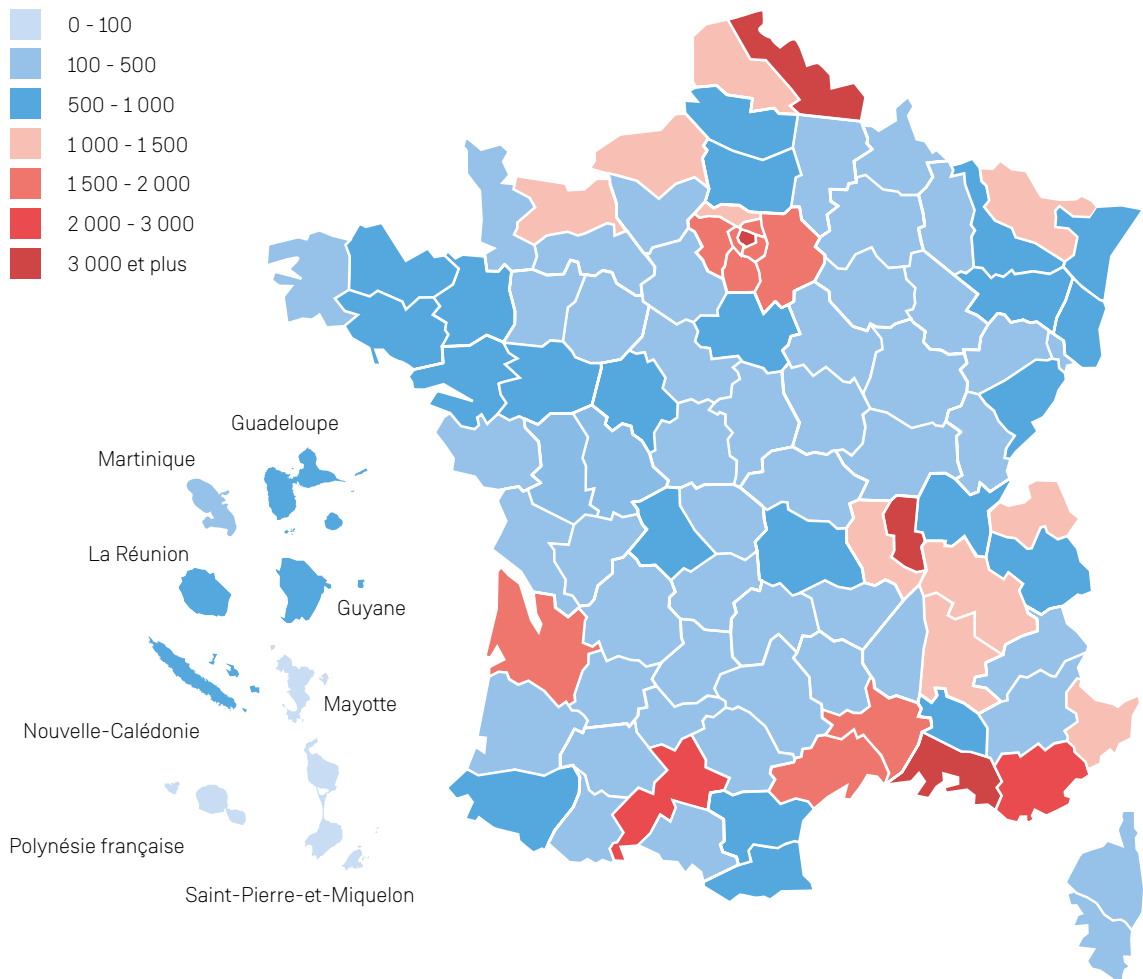 0 - 100
100 - 500
500 - 1 000
1 000 - 1 500
1 500 - 2 000
2 000 - 3 000
3 000 et plus
Guadeloupe
Martinique
La Réunion
Guyane
Mayotte
Nouvelle-Calédonie
Polynésie française
Saint-Pierre-et-Miquelon